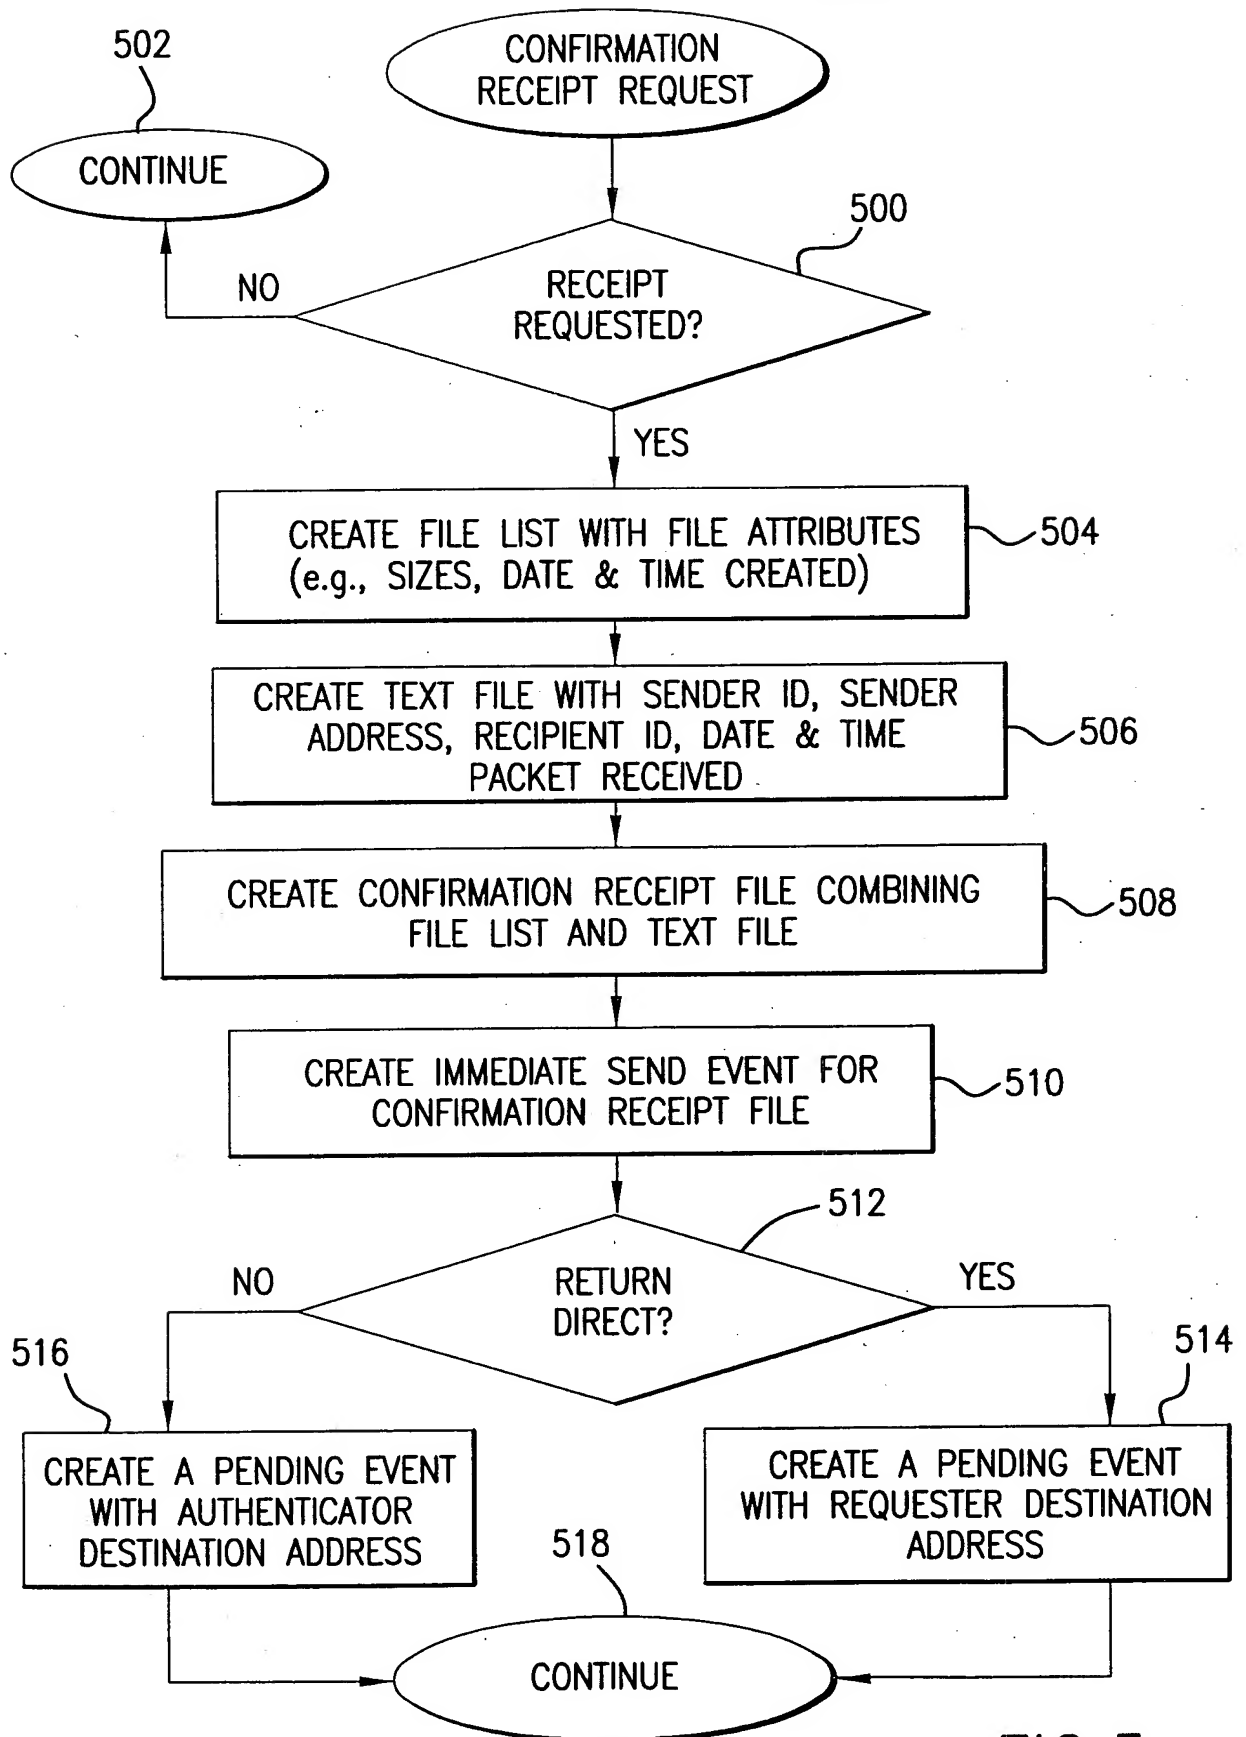 502
CONFIRMATION
RECEIPT REQUEST
CONTINUE
500
NO
RECEIPT
REQUESTED?
YES
CREATE FILE LIST WITH FILE ATTRIBUTES
(e.g., SIZES, DATE & TIME CREATED)
504
CREATE TEXT FILE WITH SENDER ID, SENDER
ADDRESS, RECIPIENT ID, DATE & TIME
PACKET RECEIVED
506
CREATE CONFIRMATION RECEIPT FILE COMBINING
FILE LIST AND TEXT FILE
508
CREATE IMMEDIATE SEND EVENT FOR
CONFIRMATION RECEIPT FILE
510
512
NO
RETURN
DIRECT?
YES
516
514
CREATE A PENDING EVENT
WITH AUTHENTICATOR
DESTINATION ADDRESS
CREATE A PENDING EVENT
WITH REQUESTER DESTINATION
ADDRESS
518
CONTINUE